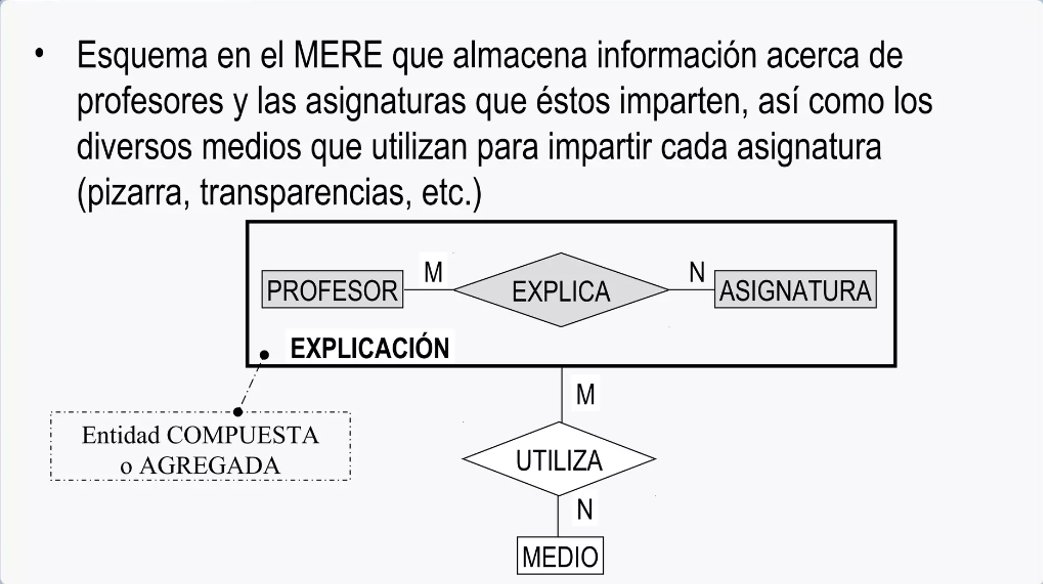 • Esquema en el MERE que almacena información acerca de
profesores y las asignaturas que éstos imparten, así como los
diversos medios que utilizan para impartir cada asignatura
(pizarra, transparencias, etc.)
PROFESOR M EXPLICA N ASIGNATURA
EXPLICACIÓN
M
Entidad COMPUESTA
o AGREGADA
UTILIZA
N
MEDIO